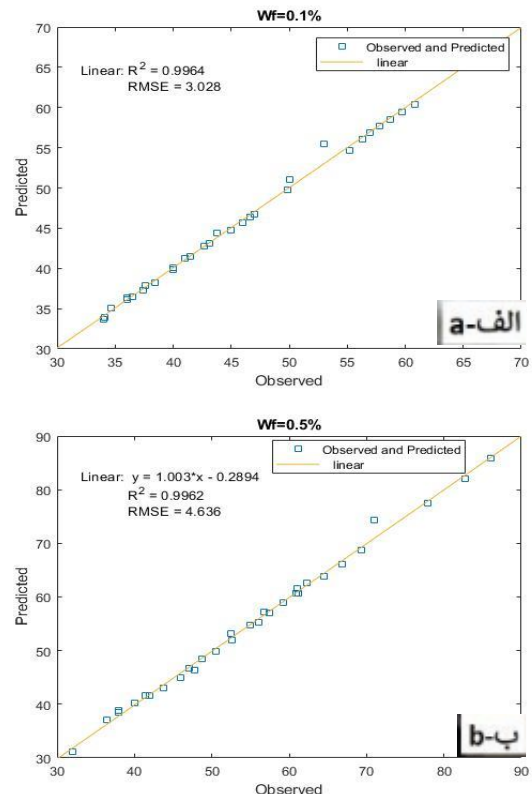 Wf=0.1%
70
65
60
55
50
45
40
35
30
Predicted
Linear: R² = 0.9964
RMSE = 3.028
Observed and Predicted
linear
الف-a
30 35 40 45 50 55 60 65 70
Observed
Wf=0.5%
90
80
70
60
50
40
30
Predicted
Linear: y = 1.003*x - 0.2894
R² = 0.9962
RMSE = 4.636
Observed and Predicted
linear
ب-b
30 40 50 60 70 80 90
Observed